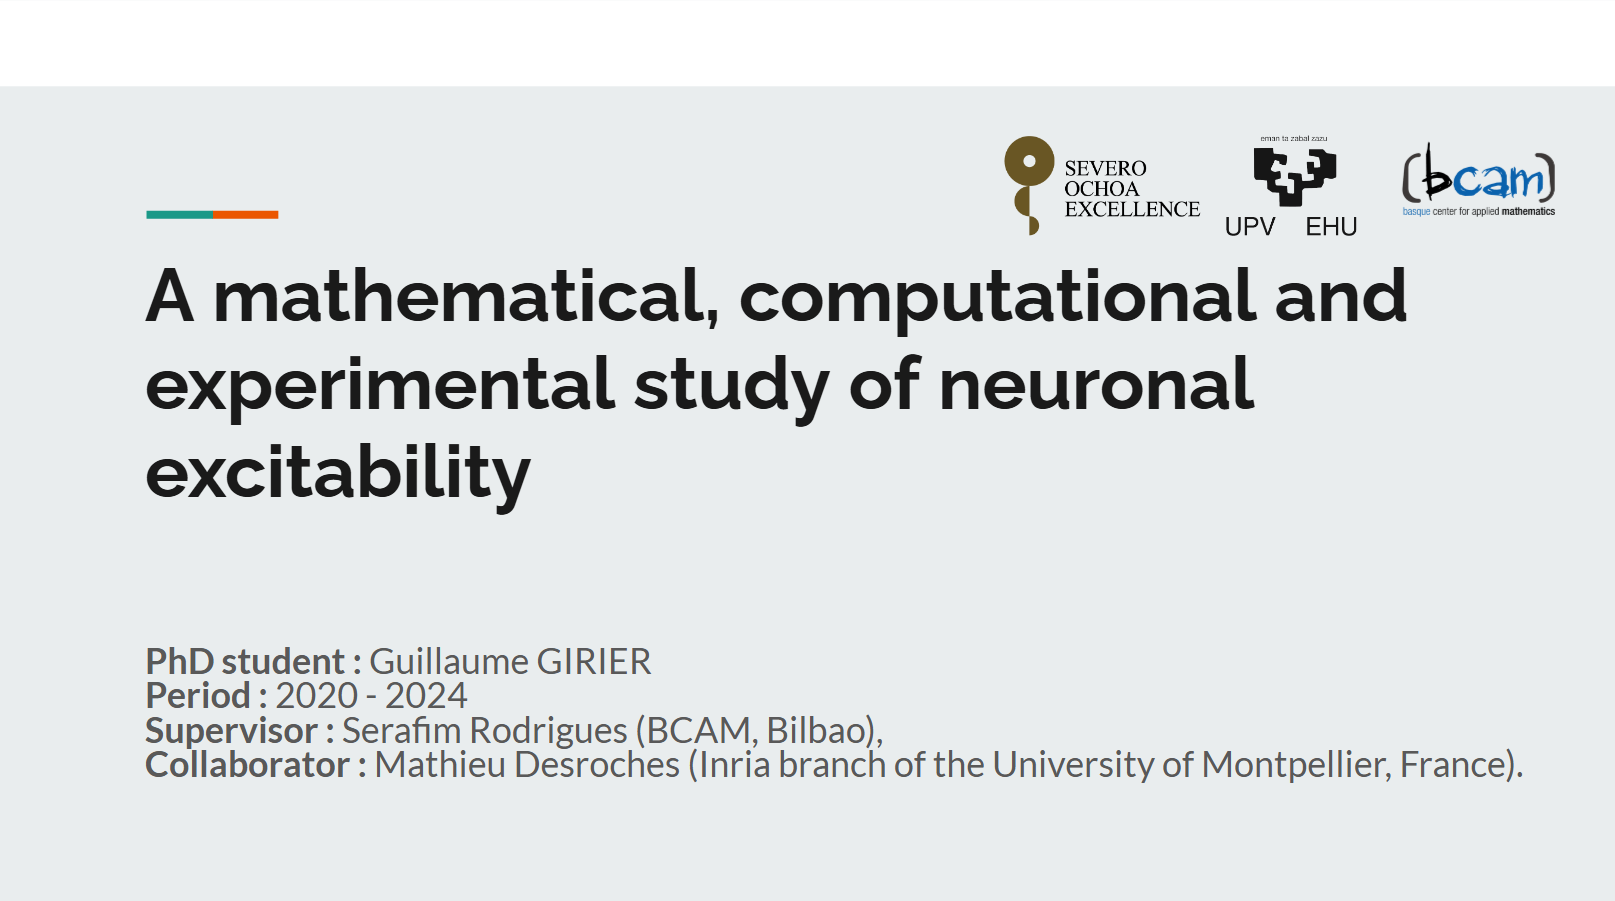 eman ta zabal zazu
SEVERO
OCHOA
EXCELLENCE
UPV EHU
bcam
basque center for applied mathematics
A mathematical, computational and
experimental study of neuronal
excitability
PhD student : Guillaume GIRIER
Period : 2020 - 2024
Supervisor : Serafim Rodrigues (BCAM, Bilbao),
Collaborator : Mathieu Desroches (Inria branch of the University of Montpellier, France).